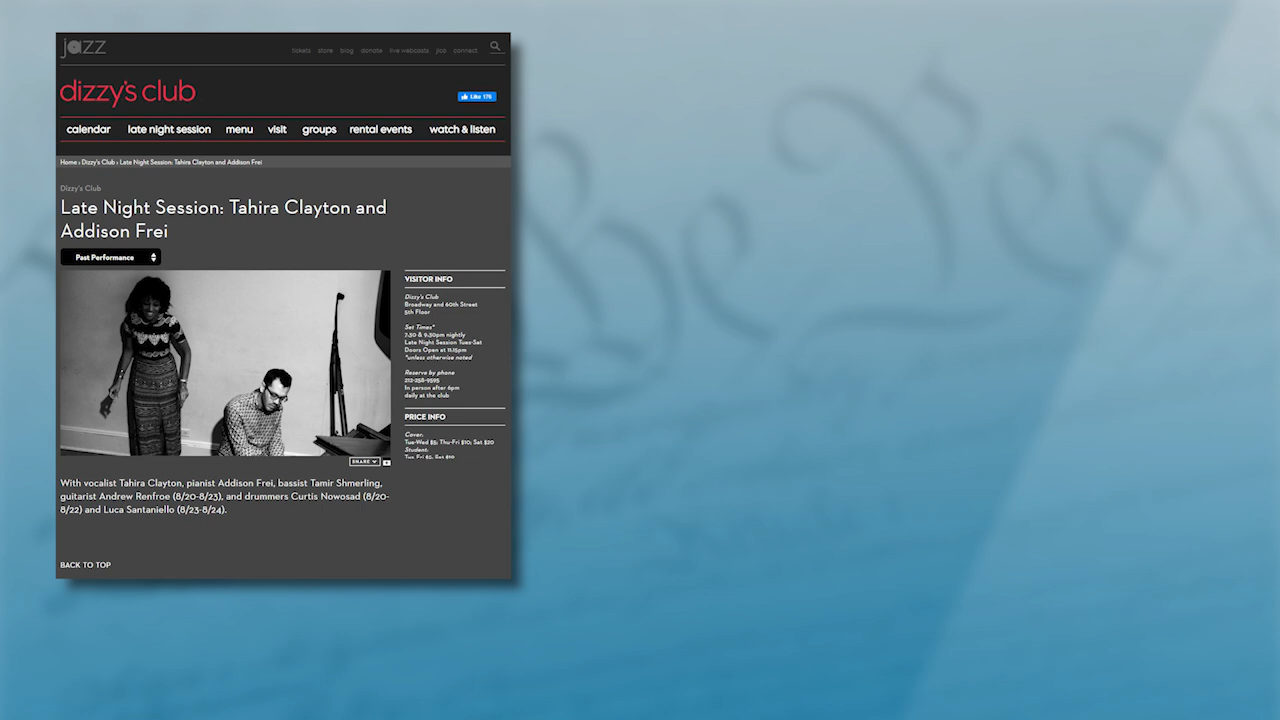 jazz
tickets store blog donate live webcasts jlco connect
dizzy's club
Like 176
calendar late night session menu visit groups rental events watch & listen
Home › Dizzy's Club › Late Night Session: Tahira Clayton and Addison Frei
Dizzy's Club
Late Night Session: Tahira Clayton and
Addison Frei
Past Performance
VISITOR INFO
Dizzy's Club
Broadway and 60th Street
5th Floor
Set Times*
7:30 & 9:30pm nightly
Late Night Session Tues-Sat
Doors Open at 11:15pm
*unless otherwise noted
Reserve by phone
212-258-9595
In person after 6pm
daily at the club
PRICE INFO
Cover:
Tue-Wed $5; Thu-Fri $10; Sat $20
Student:
Tue-Fri $5; Sat $10
SHARE
With vocalist Tahira Clayton, pianist Addison Frei, bassist Tamir Shmerling,
guitarist Andrew Renfroe (8/20-8/23), and drummers Curtis Nowosad (8/20-
8/22) and Luca Santaniello (8/23-8/24).
BACK TO TOP
Be